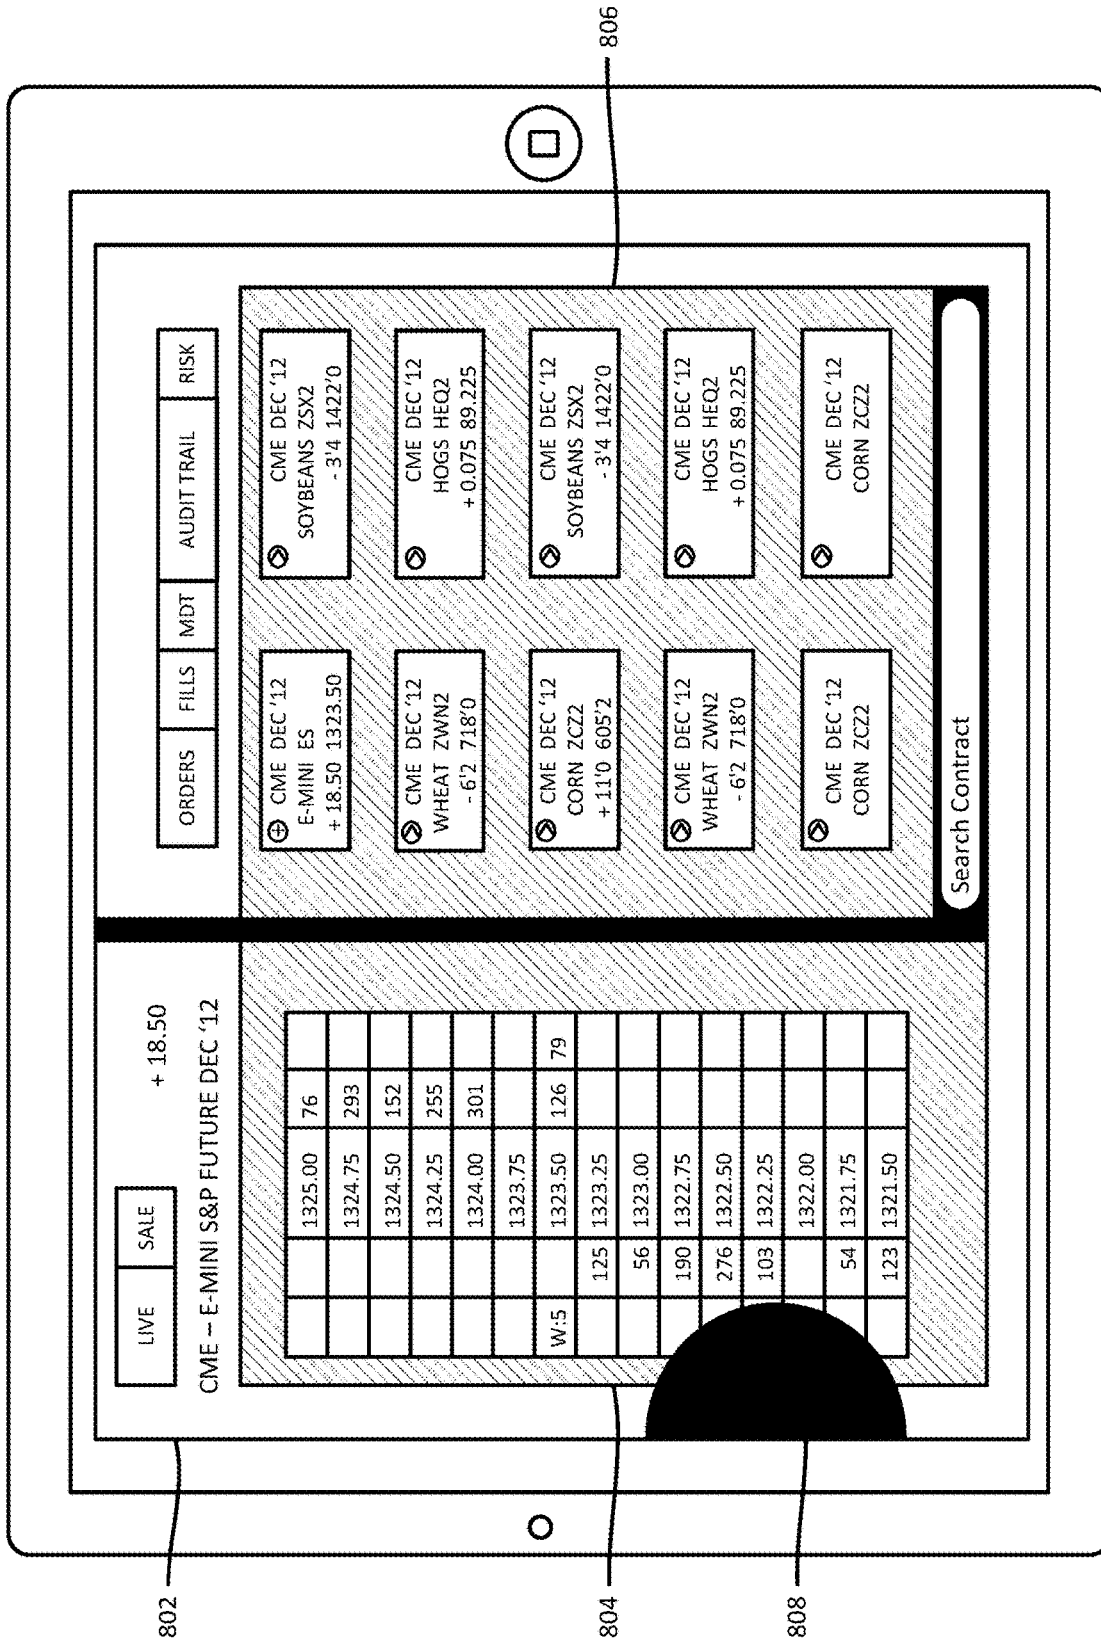 802
LIVE SALE + 18.50
CME – E-MINI S&P FUTURE DEC '12
1325.00 76
1324.75 293
1324.50 152
1324.25 255
1324.00 301
1323.75
W:5 1323.50 126 79
125 1323.25
56 1323.00
190 1322.75
276 1322.50
103 1322.25
1322.00
54 1321.75
123 1321.50
804
808
ORDERS FILLS MDT AUDIT TRAIL RISK
CME DEC '12
E-MINI ES
+ 18.50 1323.50
CME DEC '12
SOYBEANS ZSX2
- 3'4 1422'0
CME DEC '12
WHEAT ZWN2
- 6'2 718'0
CME DEC '12
HOGS HEQ2
+ 0.075 89.225
CME DEC '12
CORN ZCZ2
+ 11'0 605'2
CME DEC '12
SOYBEANS ZSX2
- 3'4 1422'0
CME DEC '12
WHEAT ZWN2
- 6'2 718'0
CME DEC '12
HOGS HEQ2
+ 0.075 89.225
CME DEC '12
CORN ZCZ2
CME DEC '12
CORN ZCZ2
Search Contract
806